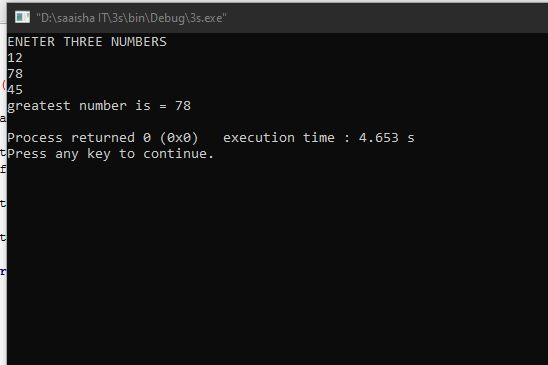 "D:\saaisha IT\3s\bin\Debug\3s.exe"
ENETER THREE NUMBERS
12
78
45
greatest number is = 78
Process returned 0 (0x0)   execution time : 4.653 s
Press any key to continue.